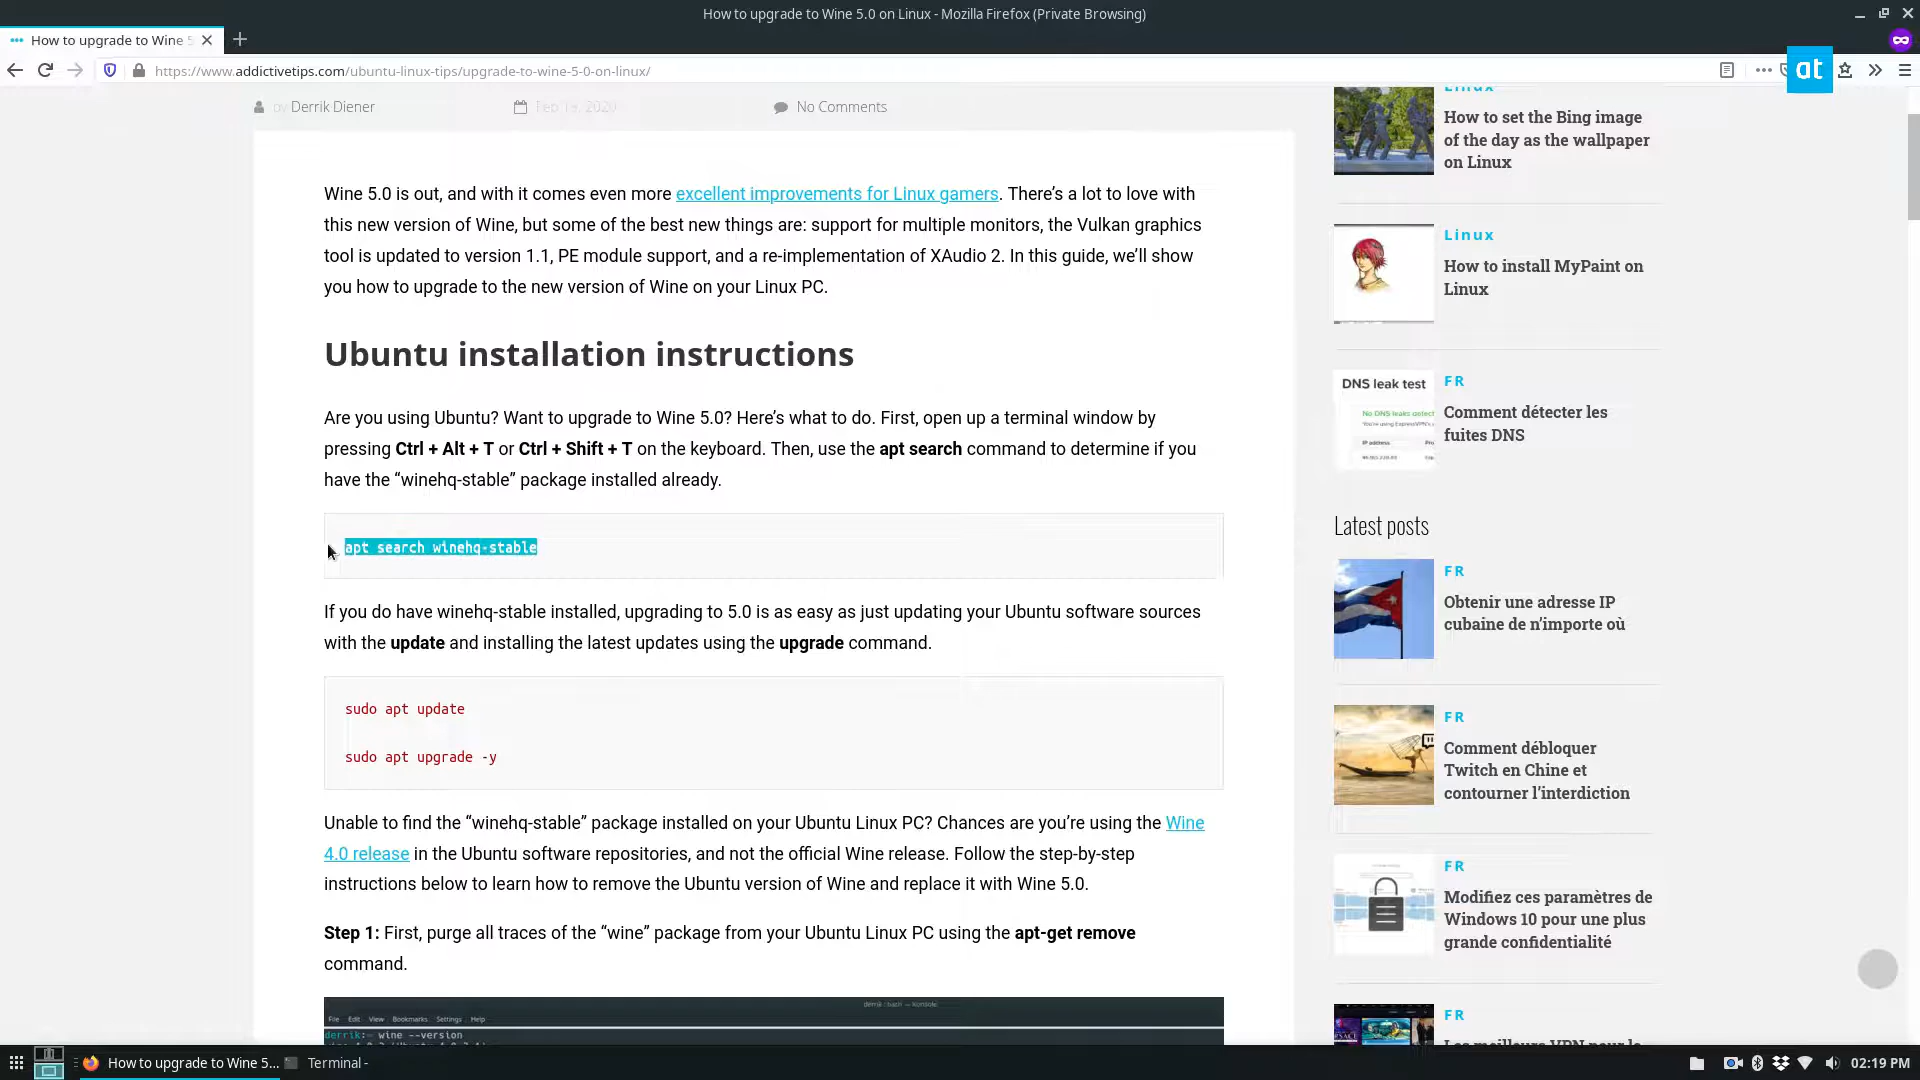 How to upgrade to Wine 5.0 on Linux - Mozilla Firefox (Private Browsing)
How to upgrade to Wine 5
https://www.addictivetips.com/ubuntu-linux-tips/upgrade-to-wine-5-0-on-linux/
at
by Derrik Diener
No Comments
Wine 5.0 is out, and with it comes even more excellent improvements for Linux gamers. There’s a lot to love with
this new version of Wine, but some of the best new things are: support for multiple monitors, the Vulkan graphics
tool is updated to version 1.1, PE module support, and a re-implementation of XAudio 2. In this guide, we’ll show
you how to upgrade to the new version of Wine on your Linux PC.
Ubuntu installation instructions
Are you using Ubuntu? Want to upgrade to Wine 5.0? Here’s what to do. First, open up a terminal window by
pressing Ctrl + Alt + T or Ctrl + Shift + T on the keyboard. Then, use the apt search command to determine if you
have the “winehq-stable” package installed already.
apt search winehq-stable
If you do have winehq-stable installed, upgrading to 5.0 is as easy as just updating your Ubuntu software sources
with the update and installing the latest updates using the upgrade command.
sudo apt update
sudo apt upgrade -y
Unable to find the “winehq-stable” package installed on your Ubuntu Linux PC? Chances are you’re using the Wine
4.0 release in the Ubuntu software repositories, and not the official Wine release. Follow the step-by-step
instructions below to learn how to remove the Ubuntu version of Wine and replace it with Wine 5.0.
Step 1: First, purge all traces of the “wine” package from your Ubuntu Linux PC using the apt-get remove
command.
derrik : bash — Konsole
File Edit View Bookmarks Settings Help
derrik:~ wine --version
Linux
How to set the Bing image
of the day as the wallpaper
on Linux
Linux
How to install MyPaint on
Linux
DNS leak test
No DNS leaks detect
You're using ExpressVPN's
IP address
FR
Comment détecter les
fuites DNS
Latest posts
FR
Obtenir une adresse IP
cubaine de n’importe où
FR
Comment débloquer
Twitch en Chine et
contourner l’interdiction
FR
Modifiez ces paramètres de
Windows 10 pour une plus
grande confidentialité
FR
Les meilleurs VPN pour le
How to upgrade to Wine 5...
Terminal -
02:19 PM